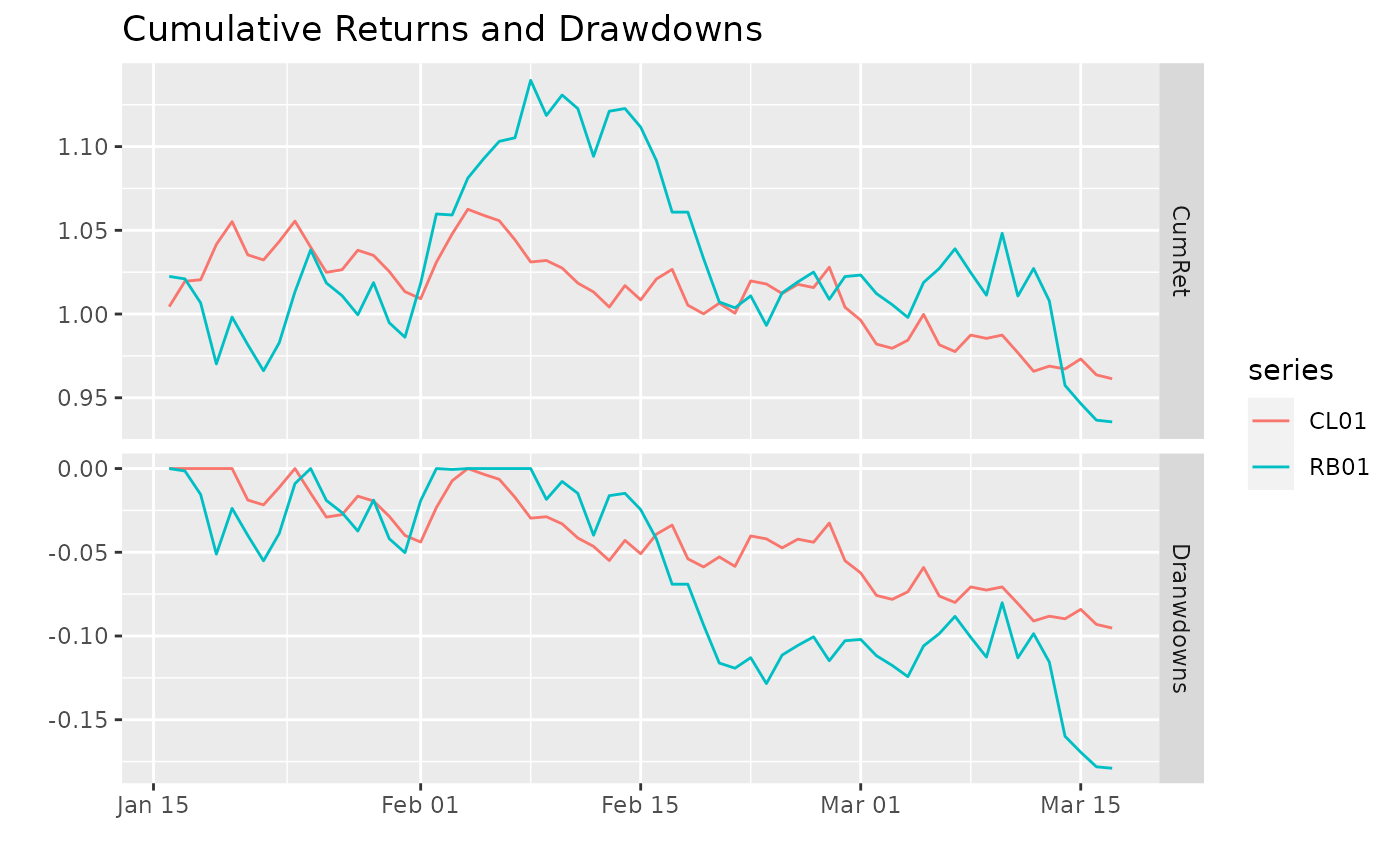 Cumulative Returns and Drawdowns
1.10
1.05
1.00
0.95
CumRet
0.00
-0.05
-0.10
-0.15
Dranwdowns
Jan 15
Feb 01
Feb 15
Mar 01
Mar 15
series
CL01
RB01